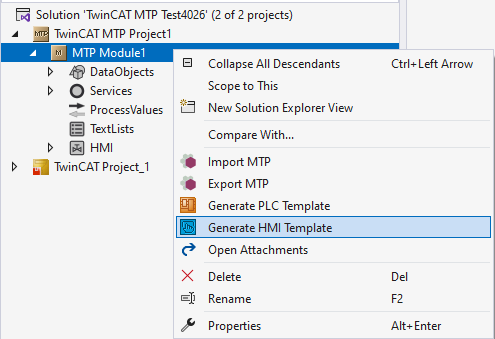 Solution 'TwinCAT MTP Test4026' (2 of 2 projects)
TwinCAT MTP Project1
MTP Module1
DataObjects
Services
ProcessValues
TextLists
HMI
TwinCAT Project_1
Collapse All Descendants Ctrl+Left Arrow
Scope to This
New Solution Explorer View
Compare With...
Import MTP
Export MTP
Generate PLC Template
Generate HMI Template
Open Attachments
Delete Del
Rename F2
Properties Alt+Enter